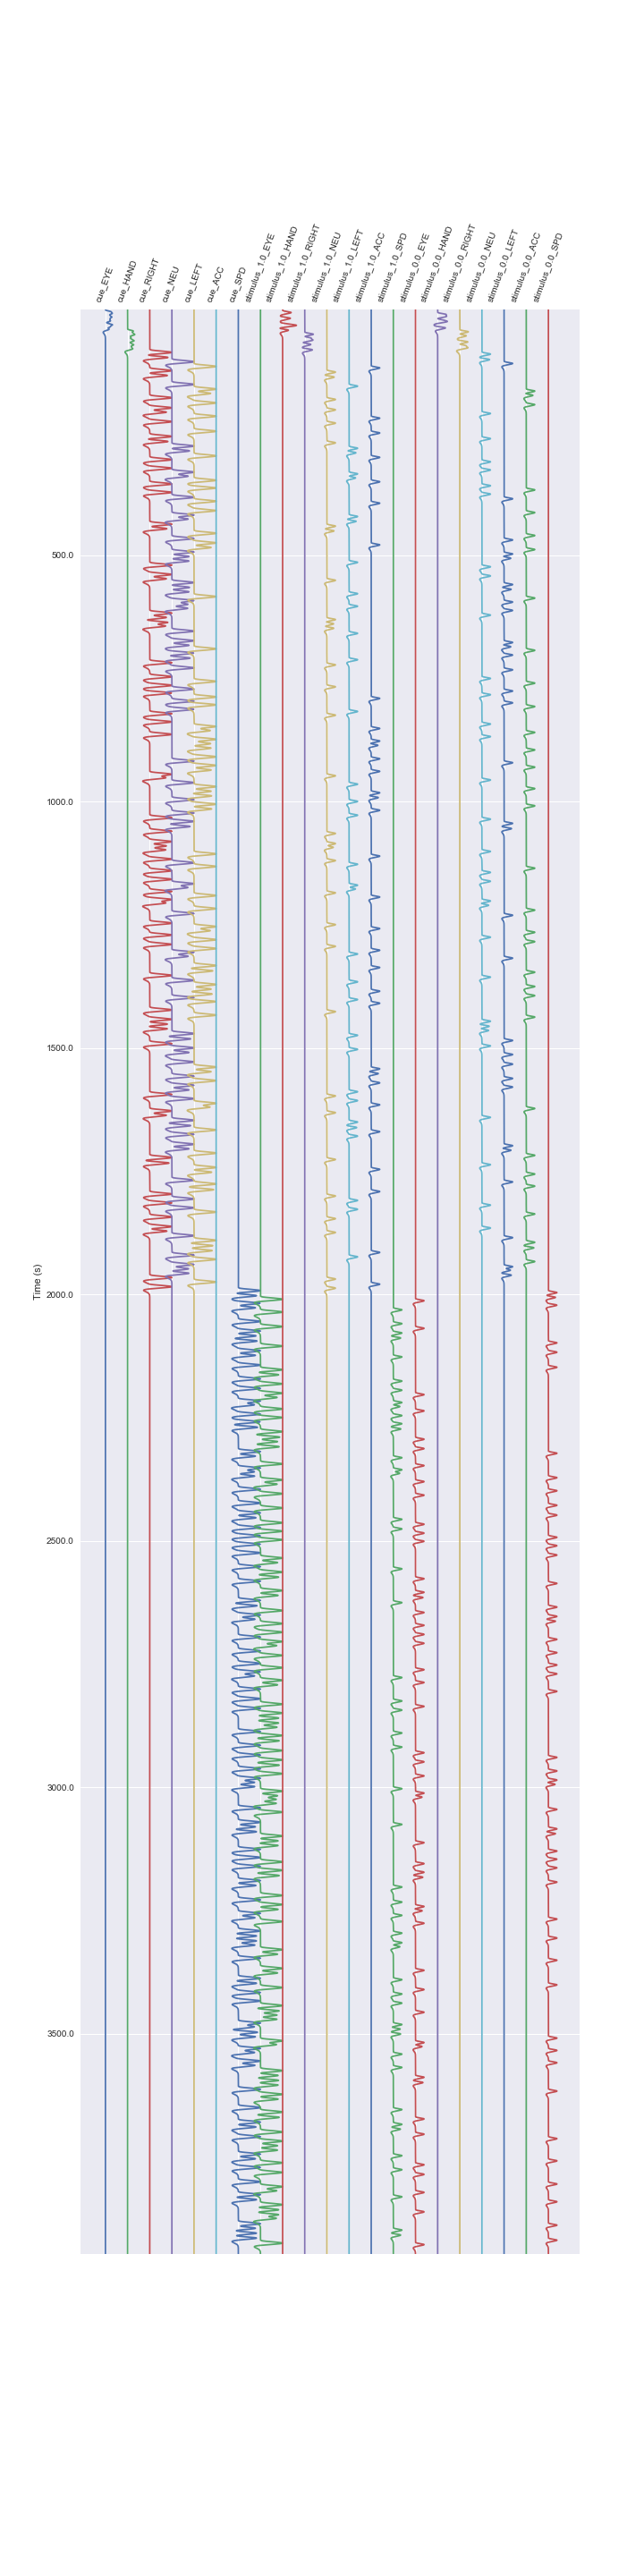 cue_EYE
cue_HAND
cue_RIGHT
cue_NEU
cue_LEFT
cue_ACC
cue_SPD
stimulus_1.0_EYE
stimulus_1.0_HAND
stimulus_1.0_RIGHT
stimulus_1.0_NEU
stimulus_1.0_LEFT
stimulus_1.0_ACC
stimulus_1.0_SPD
stimulus_0.0_EYE
stimulus_0.0_HAND
stimulus_0.0_RIGHT
stimulus_0.0_NEU
stimulus_0.0_LEFT
stimulus_0.0_ACC
stimulus_0.0_SPD
500.0
1000.0
1500.0
2000.0
2500.0
3000.0
3500.0
Time (s)